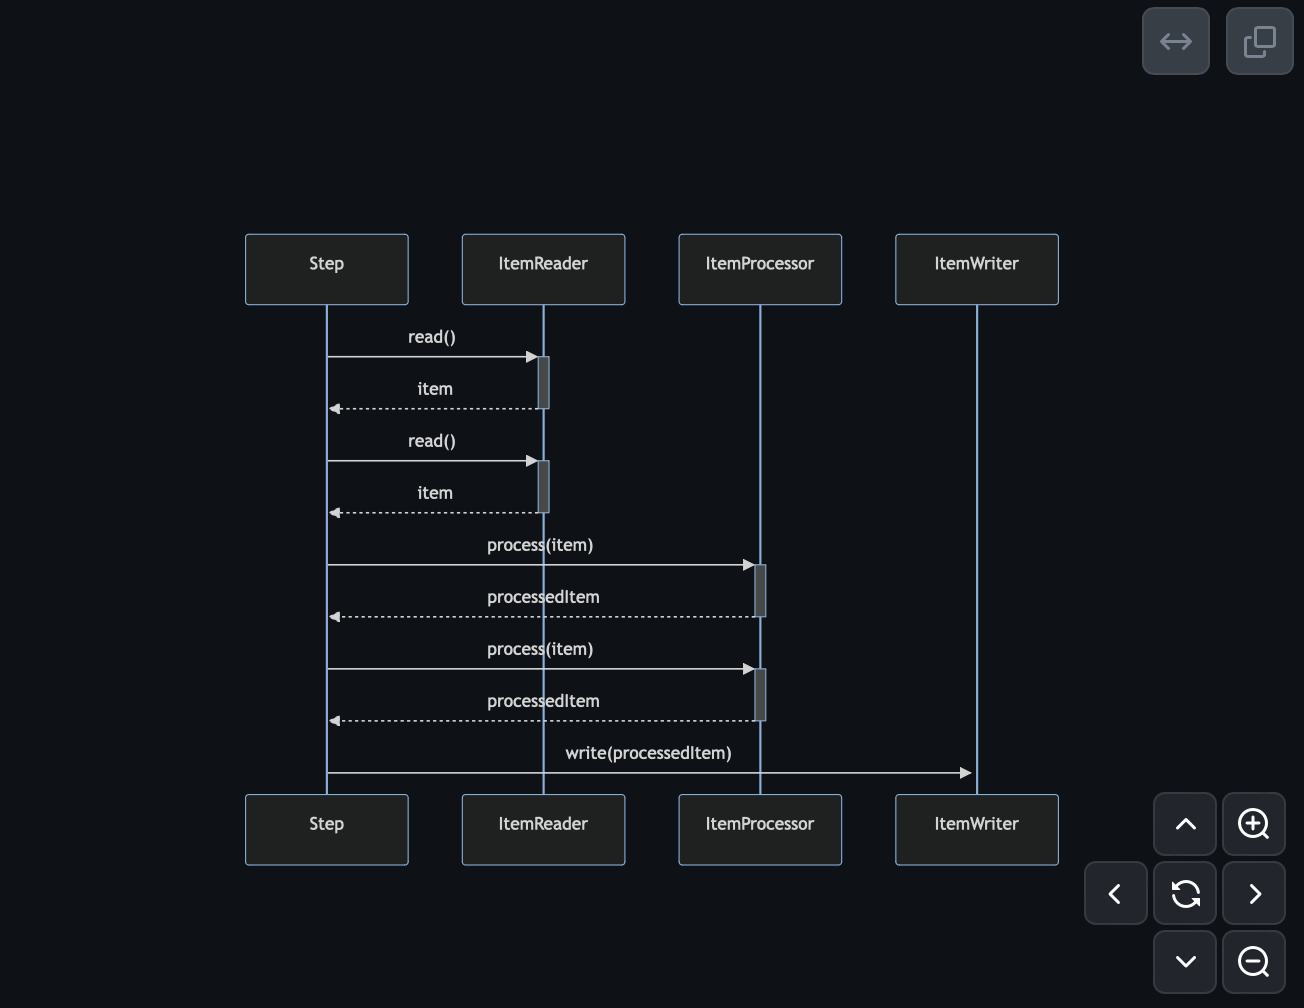 Step
ItemReader
ItemProcessor
ItemWriter
read()
item
read()
item
process(item)
processedItem
process(item)
processedItem
write(processedItem)
Step
ItemReader
ItemProcessor
ItemWriter